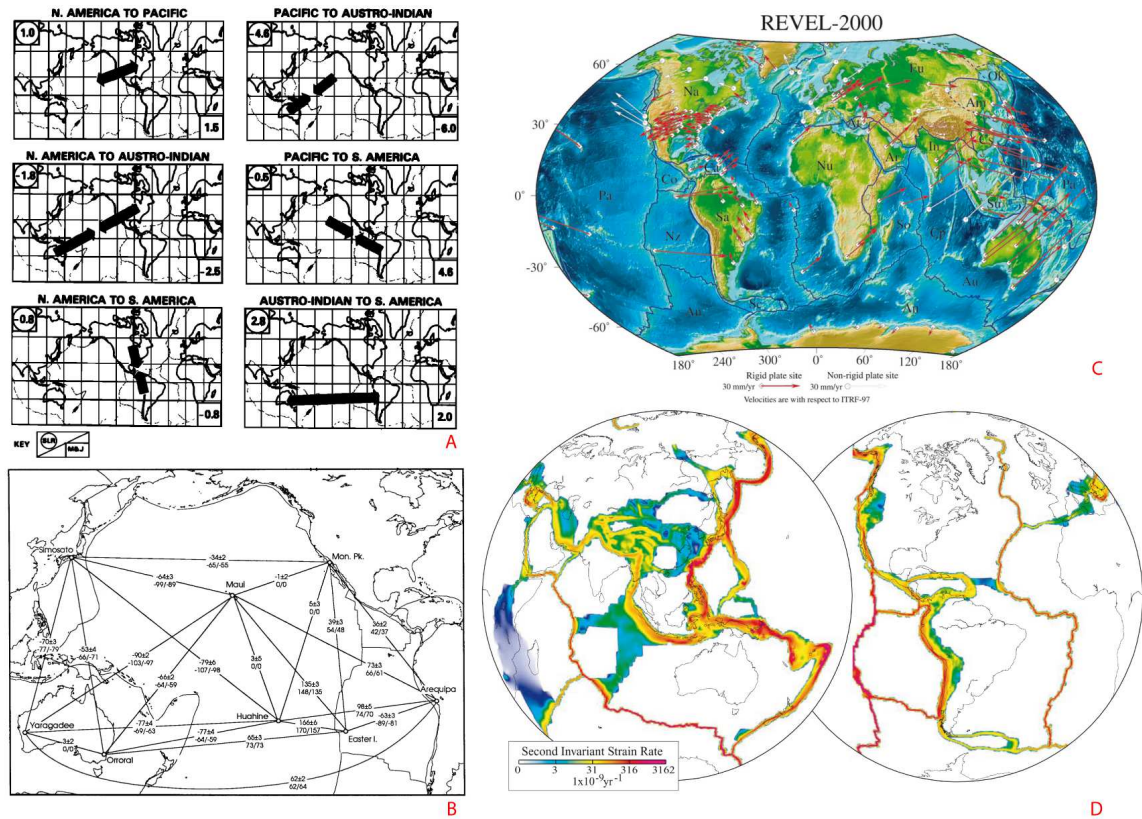 N. AMERICA TO PACIFIC
1.0
1.5
PACIFIC TO AUSTRO-INDIAN
-4.6
-6.0
N. AMERICA TO AUSTRO-INDIAN
-1.8
-2.5
PACIFIC TO S. AMERICA
-0.5
4.6
N. AMERICA TO S. AMERICA
-0.8
-0.8
AUSTRO-INDIAN TO S. AMERICA
2.8
2.0
KEY
SLR
M&J
A
Simosato
-34±2
-65/-55
Mon. Pk.
-64±3
-99/-89
-1±2
0/0
Maui
5±3
0/0
39±3
54/48
36±2
42/37
-70±3
-77/-79
-53±4
-66/-71
-90±2
-103/-97
-79±6
-107/-98
3±5
0/0
73±3
66/61
-66±2
-64/-59
135±3
148/135
Arequipa
98±5
74/70
-63±3
-89/-81
Yaragadee
-77±4
-69/-63
Huahine
166±6
170/157
-77±4
-64/-59
3±2
0/0
65±3
73/73
Easter I.
Orroral
62±2
62/64
B
REVEL-2000
60°
30°
0°
-30°
-60°
180° 240° 300° 0° 60° 120° 180°
Na
Eu
Ok
Am
Ar
In
Nu
Co
Ca
Pa
Sa
Nz
So
Su
Cp
Pa
Au
Au
Sc
An
Rigid plate site
30 mm/yr
Non-rigid plate site
30 mm/yr
Velocities are with respect to ITRF-97
C
Second Invariant Strain Rate
0 3 31 316 3162
1x10⁻⁹yr⁻¹
D